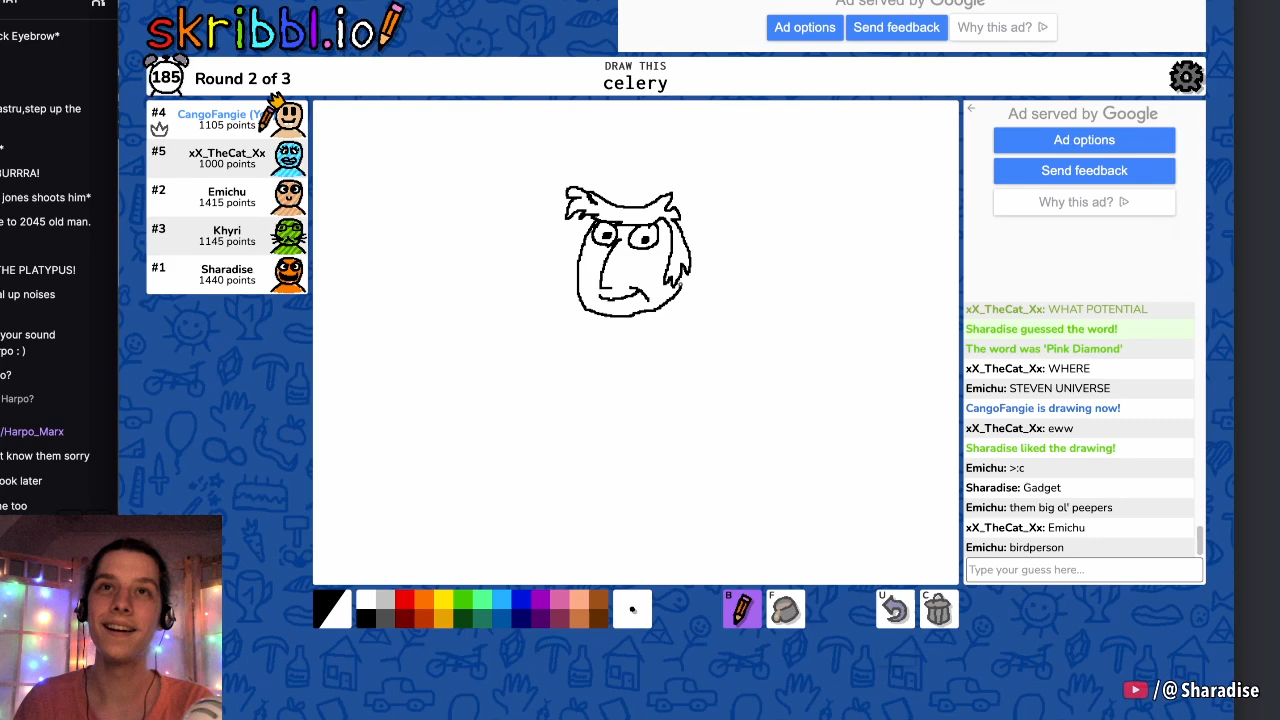 ck Eyebrow*
astru,step up the
*
BURRRA!
jones shoots him*
e to 2045 old man.
THE PLATYPUS!
al up noises
your sound
rpo : )
o?
Harpo?
/Harpo_Marx
t know them sorry
ook later
ne too
skribbl.io
Ad served by Google
Ad options
Send feedback
Why this ad?
185
Round 2 of 3
DRAW THIS
celery
#4
CangoFangie (Yo
1105 points
#5
xX_TheCat_Xx
1000 points
#2
Emichu
1415 points
#3
Khyri
1145 points
#1
Sharadise
1440 points
Ad served by Google
Ad options
Send feedback
Why this ad?
xX_TheCat_Xx: WHAT POTENTIAL
Sharadise guessed the word!
The word was 'Pink Diamond'
xX_TheCat_Xx: WHERE
Emichu: STEVEN UNIVERSE
CangoFangie is drawing now!
xX_TheCat_Xx: eww
Sharadise liked the drawing!
Emichu: >:c
Sharadise: Gadget
Emichu: them big ol' peepers
xX_TheCat_Xx: Emichu
Emichu: birdperson
Type your guess here...
B
F
U
C
/@Sharadise